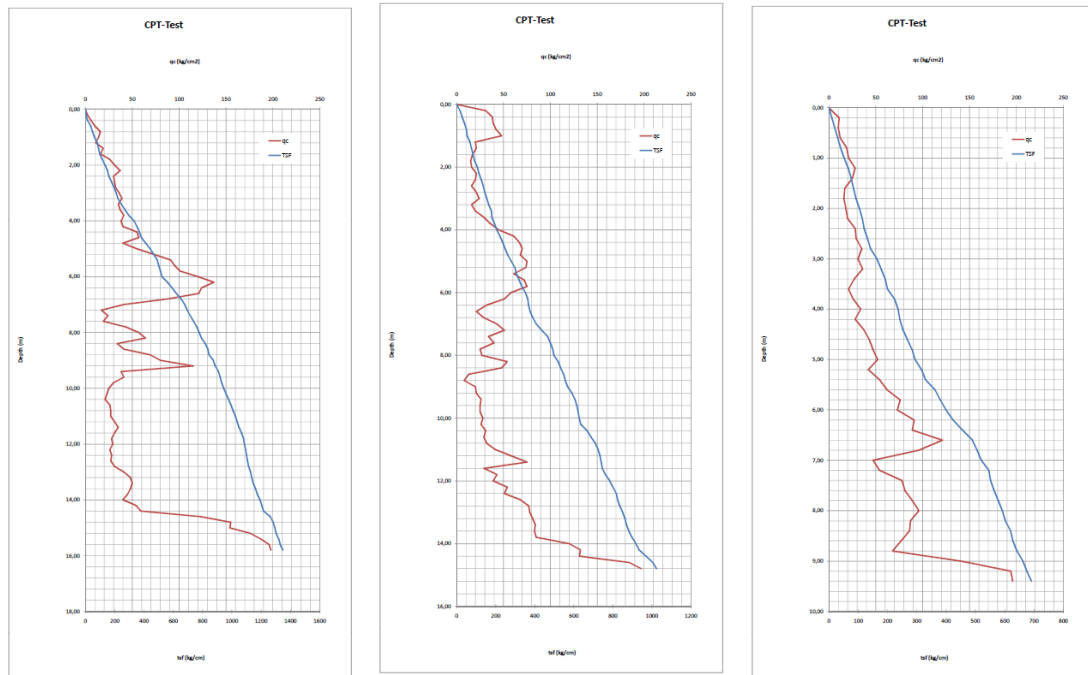 CPT-Test
qc (kg/cm2)
0 50 100 150 200 250
0,00
2,00
4,00
6,00
8,00
10,00
12,00
14,00
16,00
18,00
Depth (m)
qc
TSF
0 200 400 600 800 1000 1200 1400 1600
tsf (kg/cm)
CPT-Test
qc (kg/cm2)
0 50 100 150 200 250
0,00
2,00
4,00
6,00
8,00
10,00
12,00
14,00
16,00
Depth (m)
qc
TSF
0 200 400 600 800 1000 1200
tsf (kg/cm)
CPT-Test
qc (kg/cm2)
0 50 100 150 200 250
0,00
1,00
2,00
3,00
4,00
5,00
6,00
7,00
8,00
9,00
10,00
Depth (m)
qc
TSF
0 100 200 300 400 500 600 700 800
tsf (kg/cm)